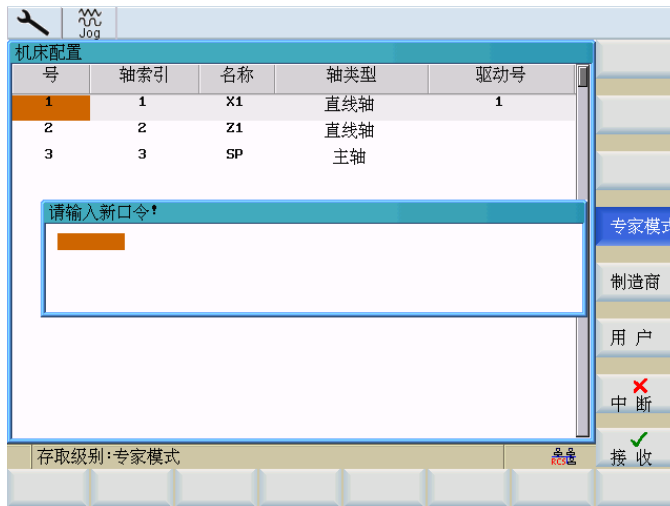 Jog
机床配置
号 轴索引 名称 轴类型 驱动号
1 1 X1 直线轴 1
2 2 Z1 直线轴
3 3 SP 主轴
请输入新口令!
专家模式
制造商
用 户
中 断
接 收
存取级别:专家模式
RCS